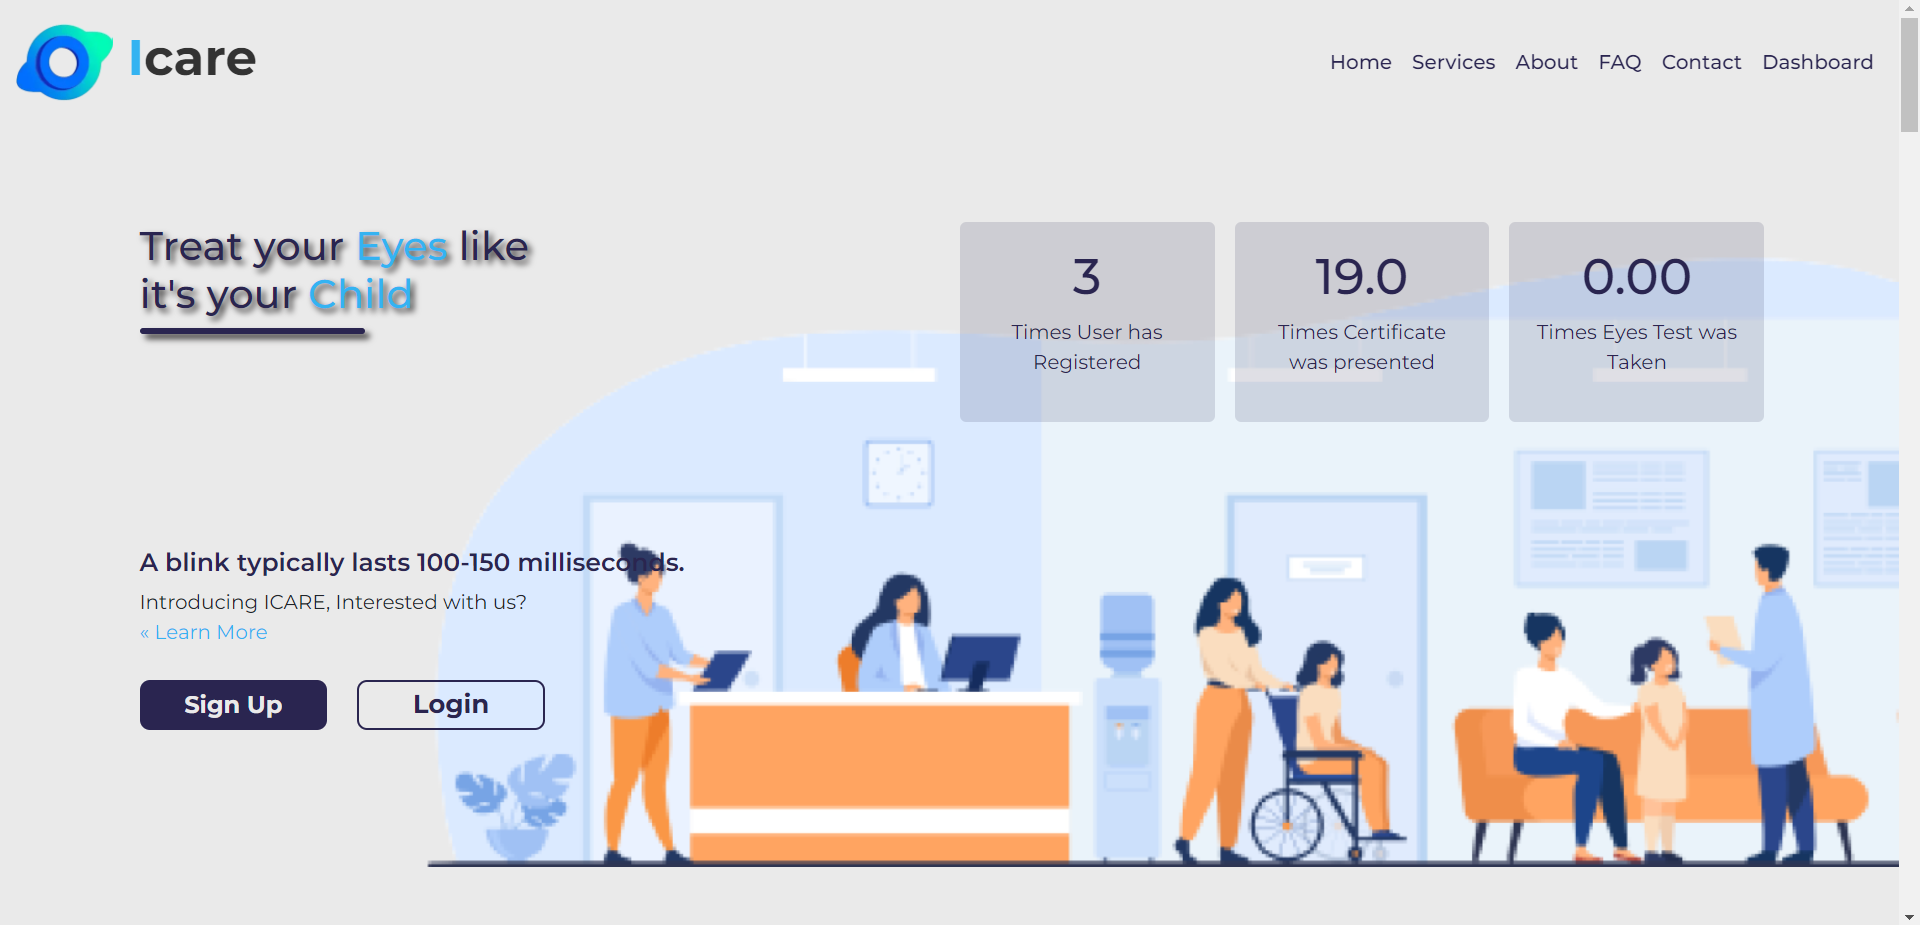 Icare
Home Services About FAQ Contact Dashboard
Treat your Eyes like
it's your Child
3
Times User has
Registered
19.0
Times Certificate
was presented
0.00
Times Eyes Test was
Taken
A blink typically lasts 100-150 milliseconds.
Introducing ICARE, Interested with us?
« Learn More
Sign Up
Login